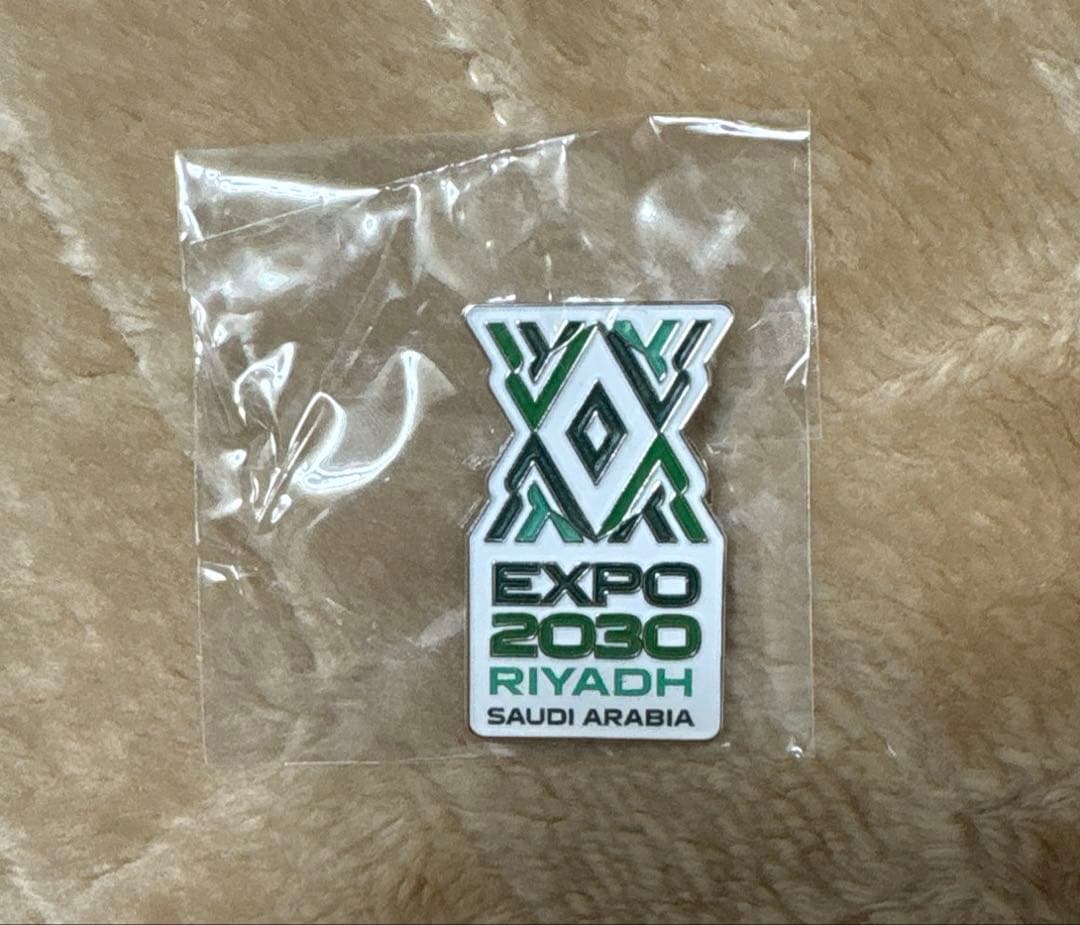 EXPO
2030
RIYADH
SAUDI ARABIA